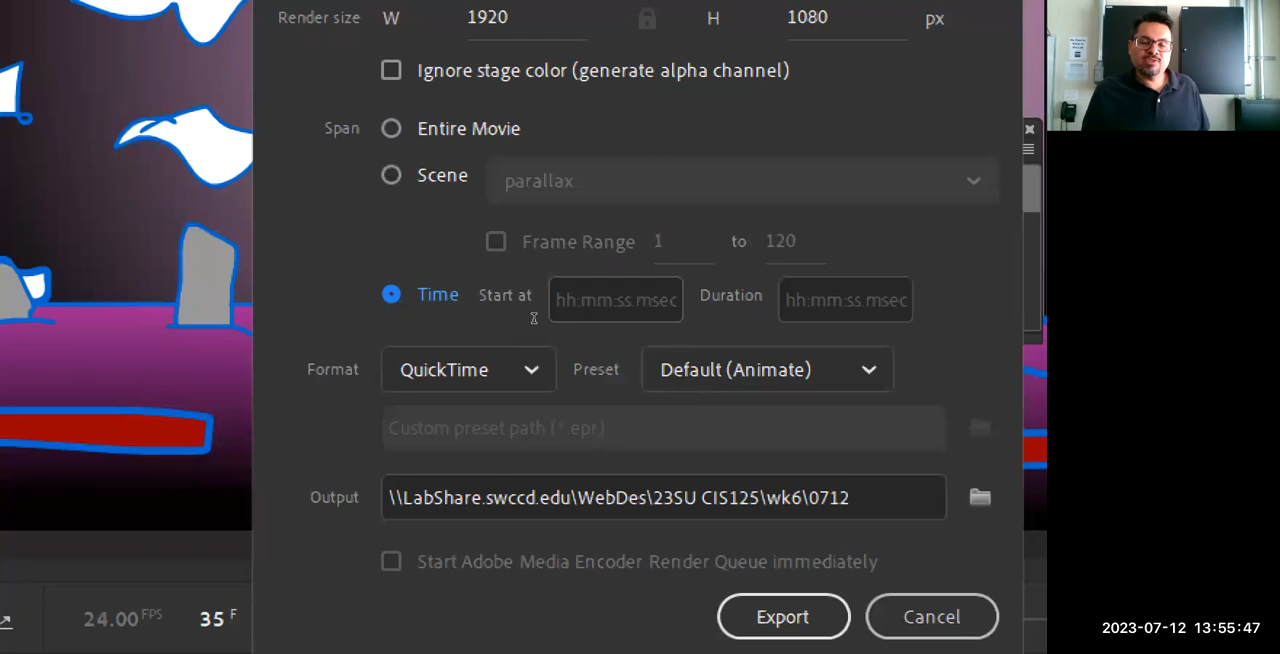 Render size W 1920 H 1080 px
Ignore stage color (generate alpha channel)
Span Entire Movie
Scene parallax
Frame Range 1 to 120
Time Start at hh:mm:ss.msec Duration hh:mm:ss.msec
Format QuickTime Preset Default (Animate)
Custom preset path (*.epr)
Output \\LabShare.swccd.edu\WebDes\23SU CIS125\wk6\0712
Start Adobe Media Encoder Render Queue immediately
24.00 FPS 35 F
Export Cancel
2023-07-12 13:55:47